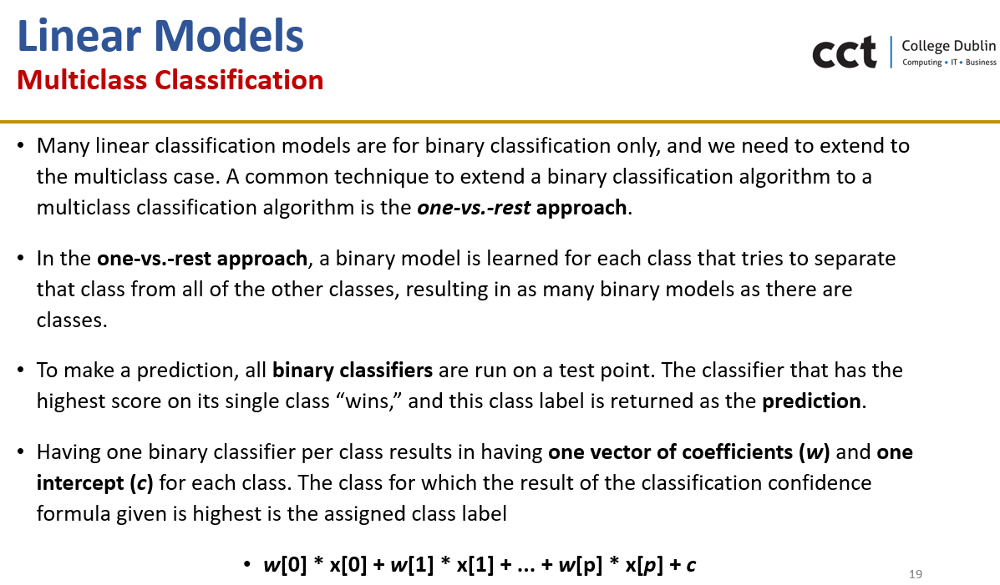 Linear Models
Multiclass Classification
cct
College Dublin
Computing • IT • Business
• Many linear classification models are for binary classification only, and we need to extend to
the multiclass case. A common technique to extend a binary classification algorithm to a
multiclass classification algorithm is the one-vs.-rest approach.
• In the one-vs.-rest approach, a binary model is learned for each class that tries to separate
that class from all of the other classes, resulting in as many binary models as there are
classes.
• To make a prediction, all binary classifiers are run on a test point. The classifier that has the
highest score on its single class “wins,” and this class label is returned as the prediction.
• Having one binary classifier per class results in having one vector of coefficients (w) and one
intercept (c) for each class. The class for which the result of the classification confidence
formula given is highest is the assigned class label
• w[0] * x[0] + w[1] * x[1] + ... + w[p] * x[p] + c
19